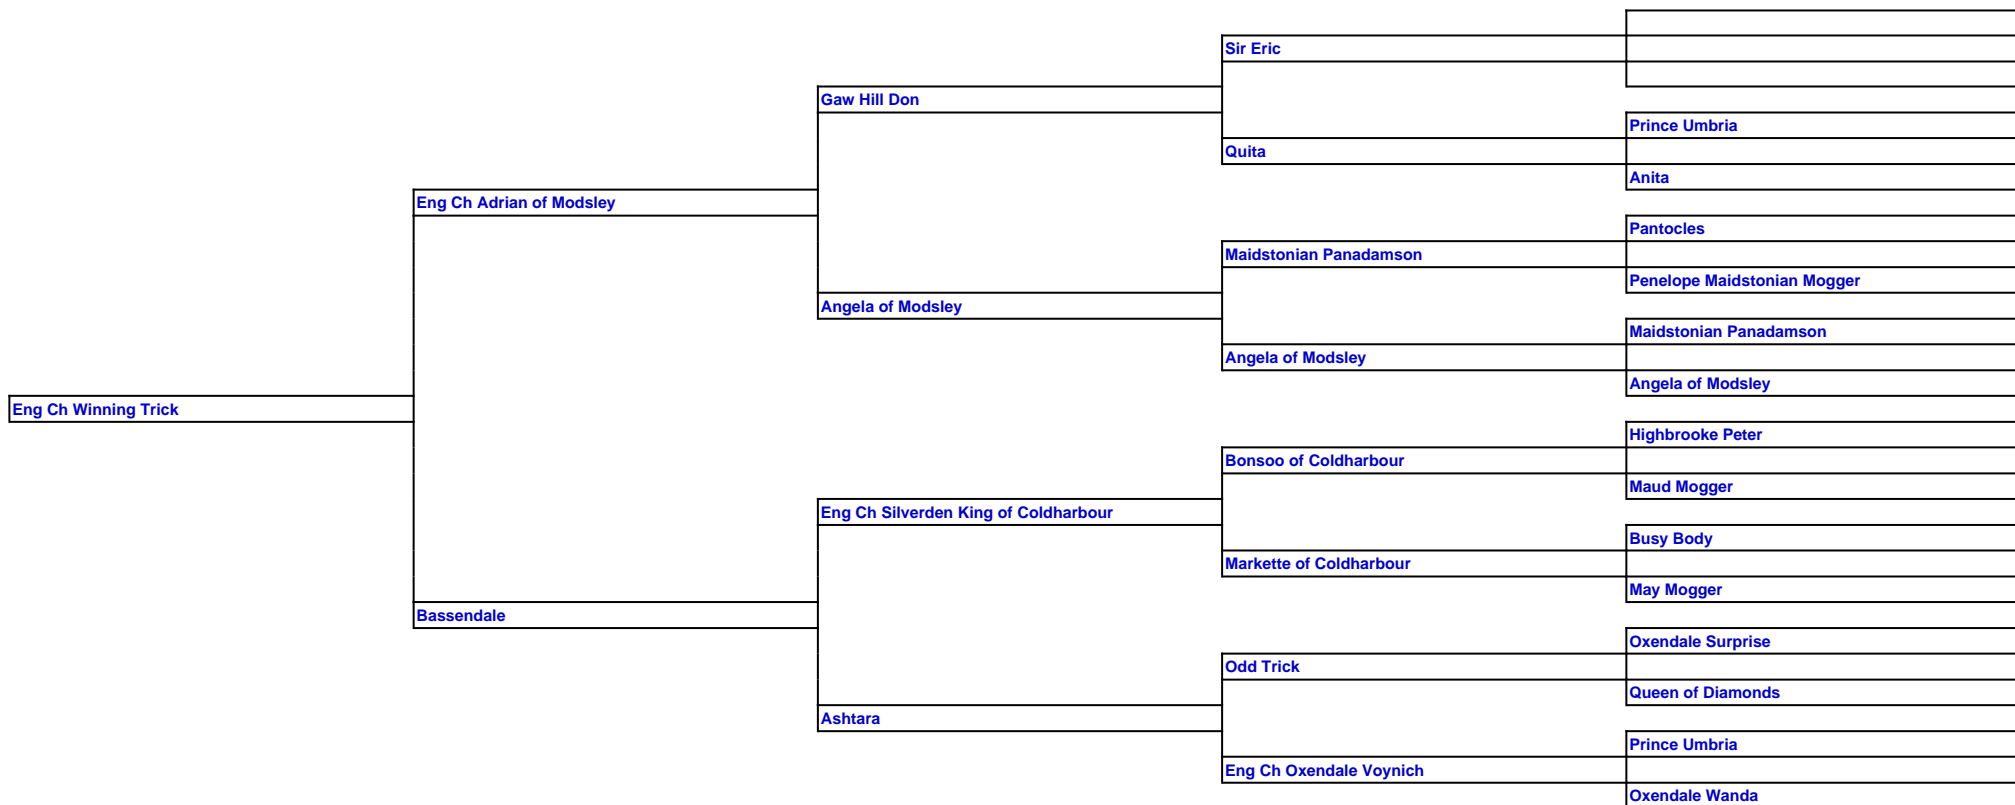 Sir Eric
Gaw Hill Don
Prince Umbria
Quita
Anita
Eng Ch Adrian of Modsley
Pantocles
Maidstonian Panadamson
Penelope Maidstonian Mogger
Angela of Modsley
Maidstonian Panadamson
Angela of Modsley
Angela of Modsley
Eng Ch Winning Trick
Highbrooke Peter
Bonsoo of Coldharbour
Maud Mogger
Eng Ch Silverden King of Coldharbour
Busy Body
Markette of Coldharbour
May Mogger
Bassendale
Oxendale Surprise
Odd Trick
Queen of Diamonds
Ashtara
Prince Umbria
Eng Ch Oxendale Voynich
Oxendale Wanda